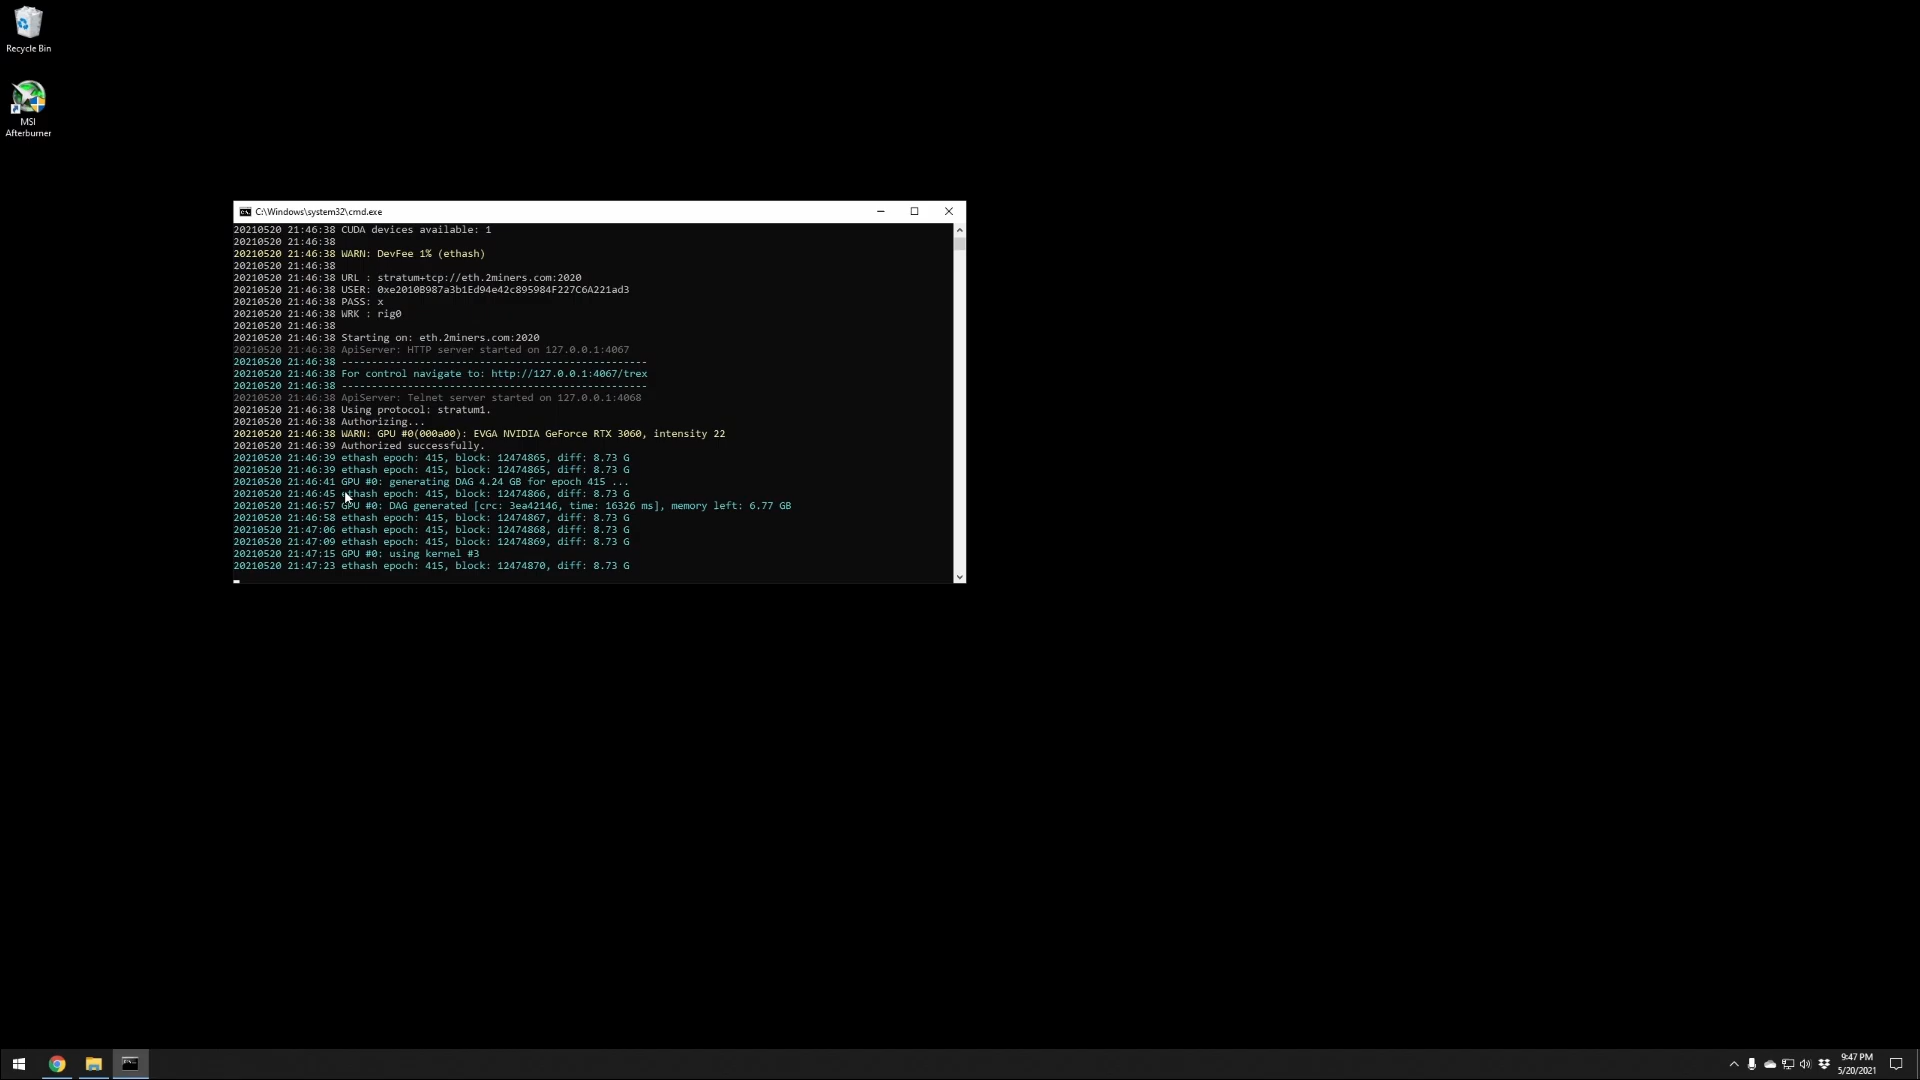 Recycle Bin
MSI
Afterburner
C:\Windows\system32\cmd.exe
20210520 21:46:38 CUDA devices available: 1
20210520 21:46:38
20210520 21:46:38 WARN: DevFee 1% (ethash)
20210520 21:46:38
20210520 21:46:38 URL : stratum+tcp://eth.2miners.com:2020
20210520 21:46:38 USER: 0xe2010B987a3b1Ed94e42c895984F227C6A221ad3
20210520 21:46:38 PASS: x
20210520 21:46:38 WRK : rig0
20210520 21:46:38
20210520 21:46:38 Starting on: eth.2miners.com:2020
20210520 21:46:38 ApiServer: HTTP server started on 127.0.0.1:4067
20210520 21:46:38 ---------------------------------------------------
20210520 21:46:38 For control navigate to: http://127.0.0.1:4067/trex
20210520 21:46:38 ---------------------------------------------------
20210520 21:46:38 ApiServer: Telnet server started on 127.0.0.1:4068
20210520 21:46:38 Using protocol: stratum1.
20210520 21:46:38 Authorizing...
20210520 21:46:38 WARN: GPU #0(000a00): EVGA NVIDIA GeForce RTX 3060, intensity 22
20210520 21:46:39 Authorized successfully.
20210520 21:46:39 ethash epoch: 415, block: 12474865, diff: 8.73 G
20210520 21:46:39 ethash epoch: 415, block: 12474865, diff: 8.73 G
20210520 21:46:41 GPU #0: generating DAG 4.24 GB for epoch 415 ...
20210520 21:46:45 ethash epoch: 415, block: 12474866, diff: 8.73 G
20210520 21:46:57 GPU #0: DAG generated [crc: 3ea42146, time: 16326 ms], memory left: 6.77 GB
20210520 21:46:58 ethash epoch: 415, block: 12474867, diff: 8.73 G
20210520 21:47:06 ethash epoch: 415, block: 12474868, diff: 8.73 G
20210520 21:47:09 ethash epoch: 415, block: 12474869, diff: 8.73 G
20210520 21:47:15 GPU #0: using kernel #3
20210520 21:47:23 ethash epoch: 415, block: 12474870, diff: 8.73 G
9:47 PM
5/20/2021